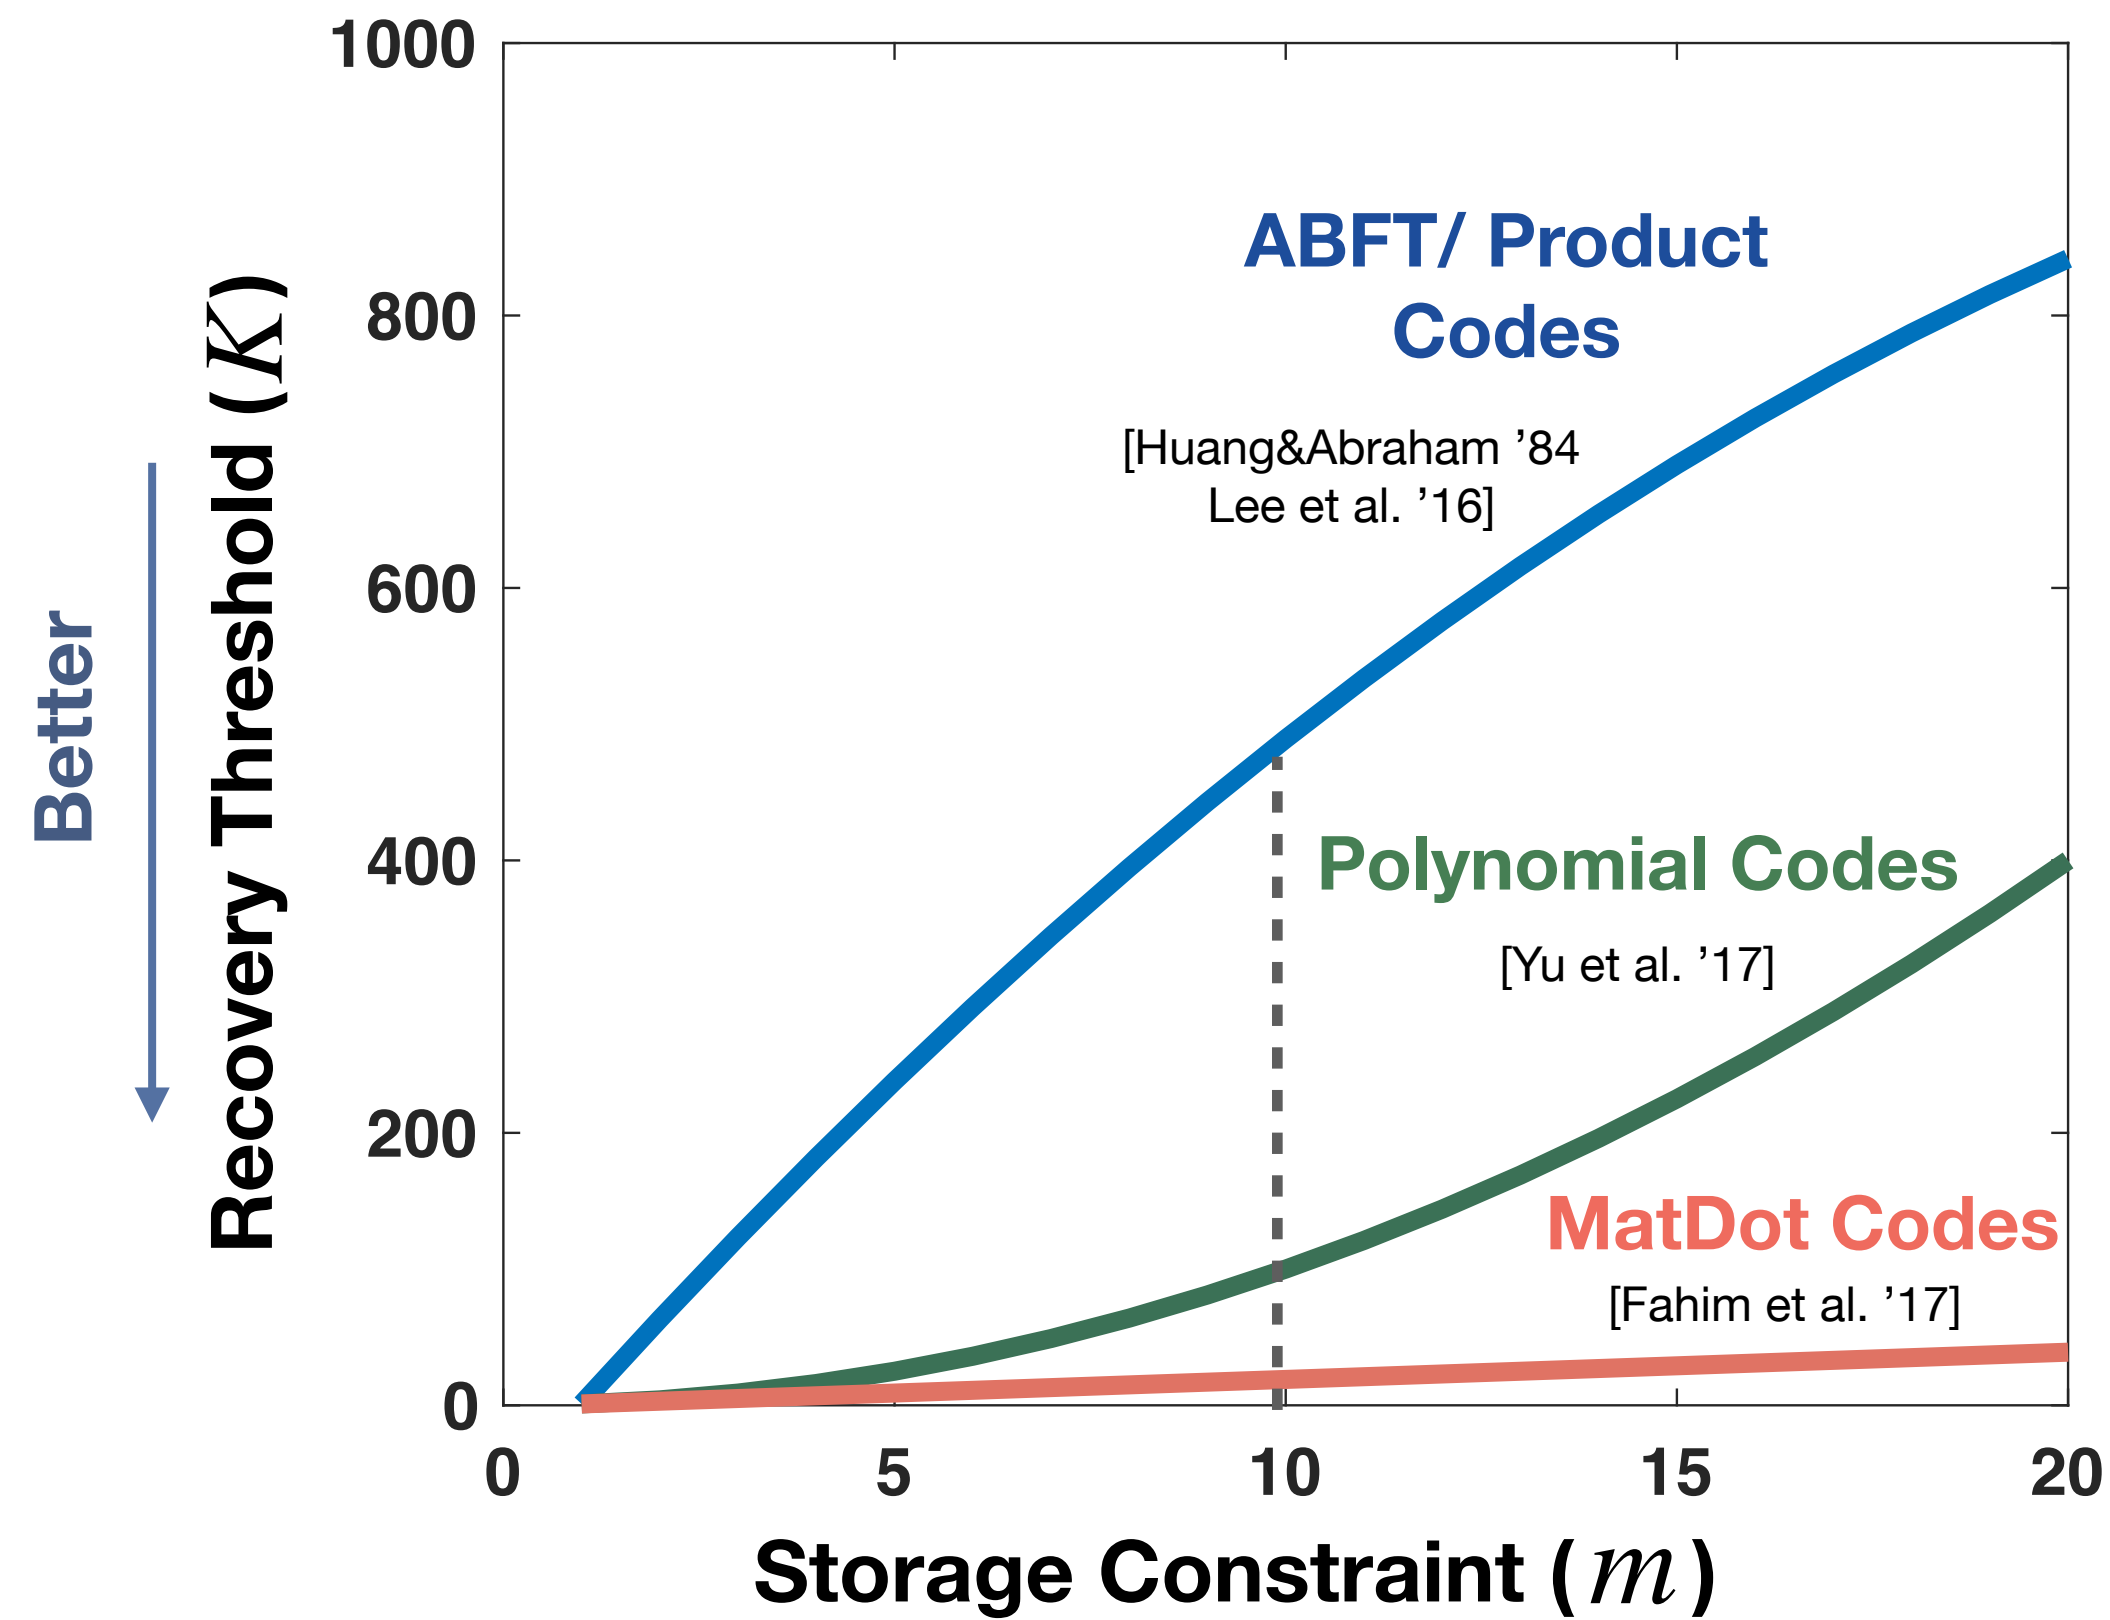 Better
Recovery Threshold (K)
1000
800
600
400
200
0
ABFT/ Product
Codes
[Huang&Abraham ’84
Lee et al. ’16]
Polynomial Codes
[Yu et al. ’17]
MatDot Codes
[Fahim et al. ’17]
0 5 10 15 20
Storage Constraint (m)